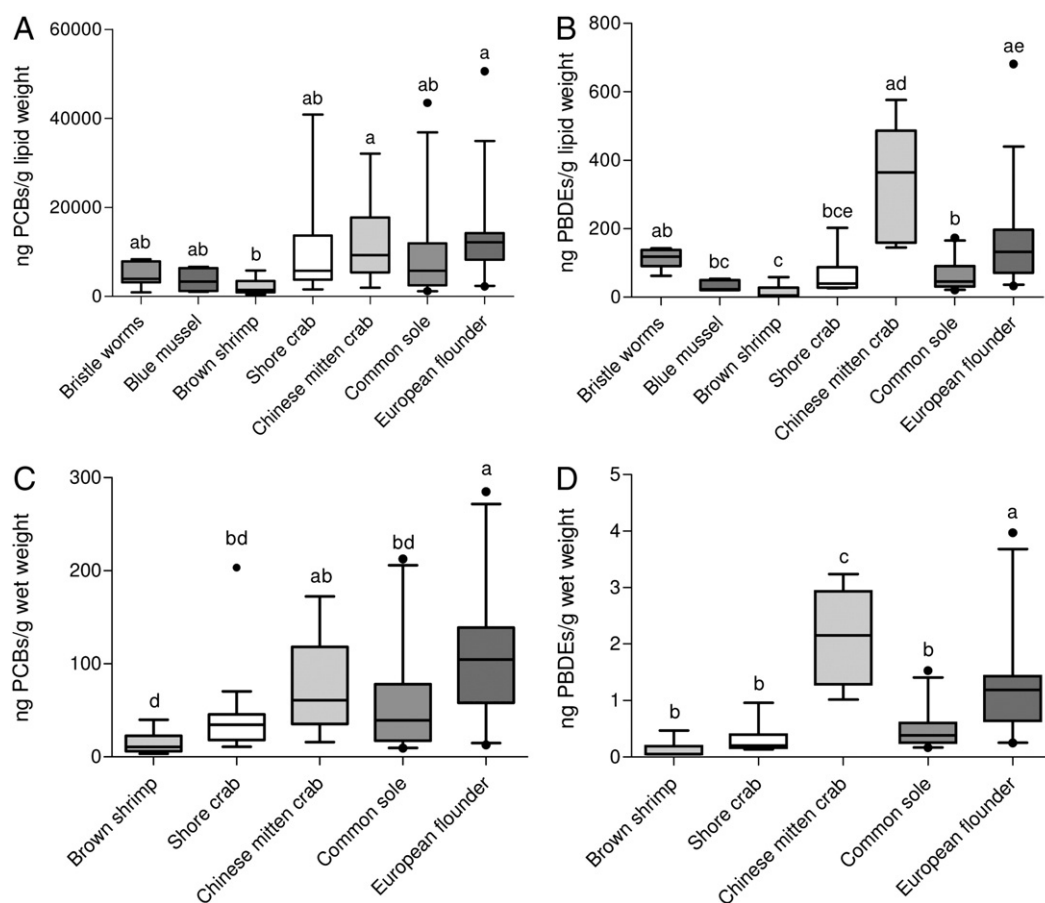 A
ng PCBs/g lipid weight
60000
40000
20000
0
ab
ab
b
ab
a
ab
a
Bristle worms
Blue mussel
Brown shrimp
Shore crab
Chinese mitten crab
Common sole
European flounder
B
ng PBDEs/g lipid weight
800
600
400
200
0
ab
bc
c
bce
ad
b
ae
Bristle worms
Blue mussel
Brown shrimp
Shore crab
Chinese mitten crab
Common sole
European flounder
C
ng PCBs/g wet weight
300
200
100
0
d
bd
ab
bd
a
Brown shrimp
Shore crab
Chinese mitten crab
Common sole
European flounder
D
ng PBDEs/g wet weight
5
4
3
2
1
0
b
b
c
b
a
Brown shrimp
Shore crab
Chinese mitten crab
Common sole
European flounder